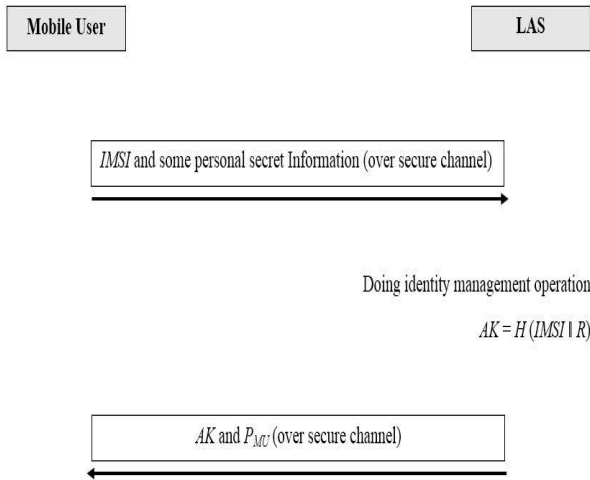 Mobile User
LAS
IMSI and some personal secret Information (over secure channel)
Doing identity management operation
AK = H (IMSI || R)
AK and P_MU (over secure channel)